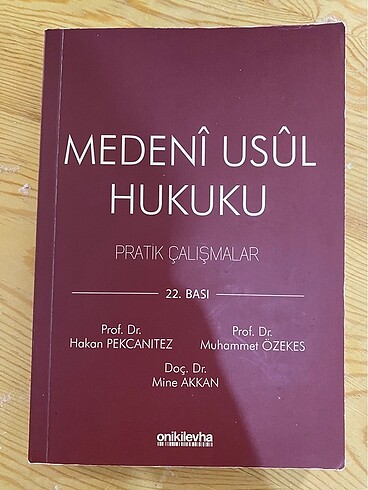 MEDENÎ USÛL
HUKUKU
PRATİK ÇALIŞMALAR
22. BASI
Prof. Dr.
Hakan PEKCANITEZ
Prof. Dr.
Muhammet ÖZEKES
Doç. Dr.
Mine AKKAN
onikilevha